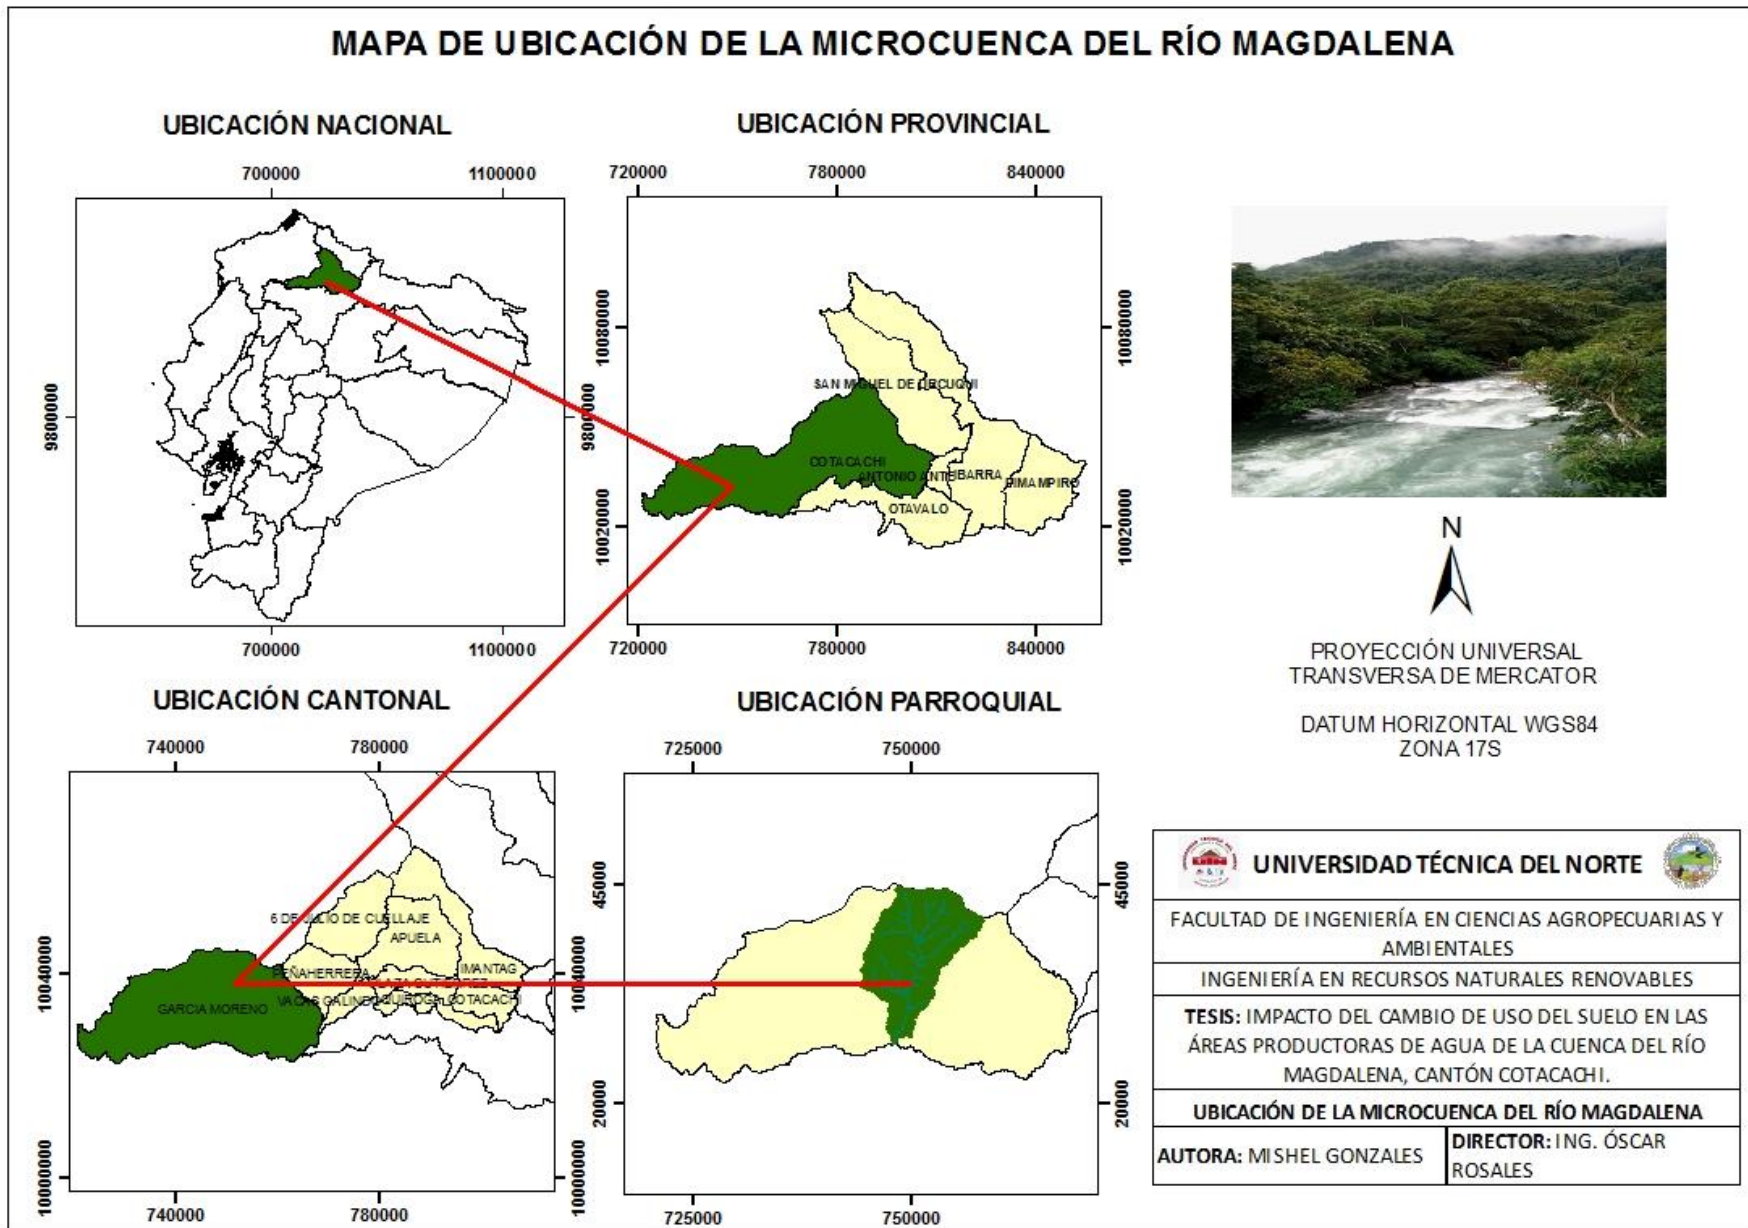 MAPA DE UBICACIÓN DE LA MICROCUENCA DEL RÍO MAGDALENA
UBICACIÓN NACIONAL
700000 1100000
9800000
9800000
700000 1100000
UBICACIÓN PROVINCIAL
720000 780000 840000
10080000
10080000
SAN MIGUEL DE URCUQUI
COTACACHI
ANTONIO ANTE
IBARRA
PIMAMPIRO
OTAVALO
10020000
10020000
720000 780000 840000
N
PROYECCIÓN UNIVERSAL
TRANSVERSA DE MERCATOR
DATUM HORIZONTAL WGS84
ZONA 17S
UBICACIÓN CANTONAL
740000 780000
6 DE JULIO DE CUELLAJE
APUELA
IMANTAG
PEÑAHERRERA
PLAZA GUTIERREZ
VACAS GALINDO
QUIROGA
COTACACHI
GARCIA MORENO
10040000
10040000
10000000
10000000
740000 780000
UBICACIÓN PARROQUIAL
725000 750000
45000
45000
20000
20000
725000 750000
UNIVERSIDAD TÉCNICA DEL NORTE
FACULTAD DE INGENIERÍA EN CIENCIAS AGROPECUARIAS Y
AMBIENTALES
INGENIERÍA EN RECURSOS NATURALES RENOVABLES
TESIS: IMPACTO DEL CAMBIO DE USO DEL SUELO EN LAS
ÁREAS PRODUCTORAS DE AGUA DE LA CUENCA DEL RÍO
MAGDALENA, CANTÓN COTACACHI.
UBICACIÓN DE LA MICROCUENCA DEL RÍO MAGDALENA
AUTORA: MISHEL GONZALES
DIRECTOR: ING. ÓSCAR
ROSALES